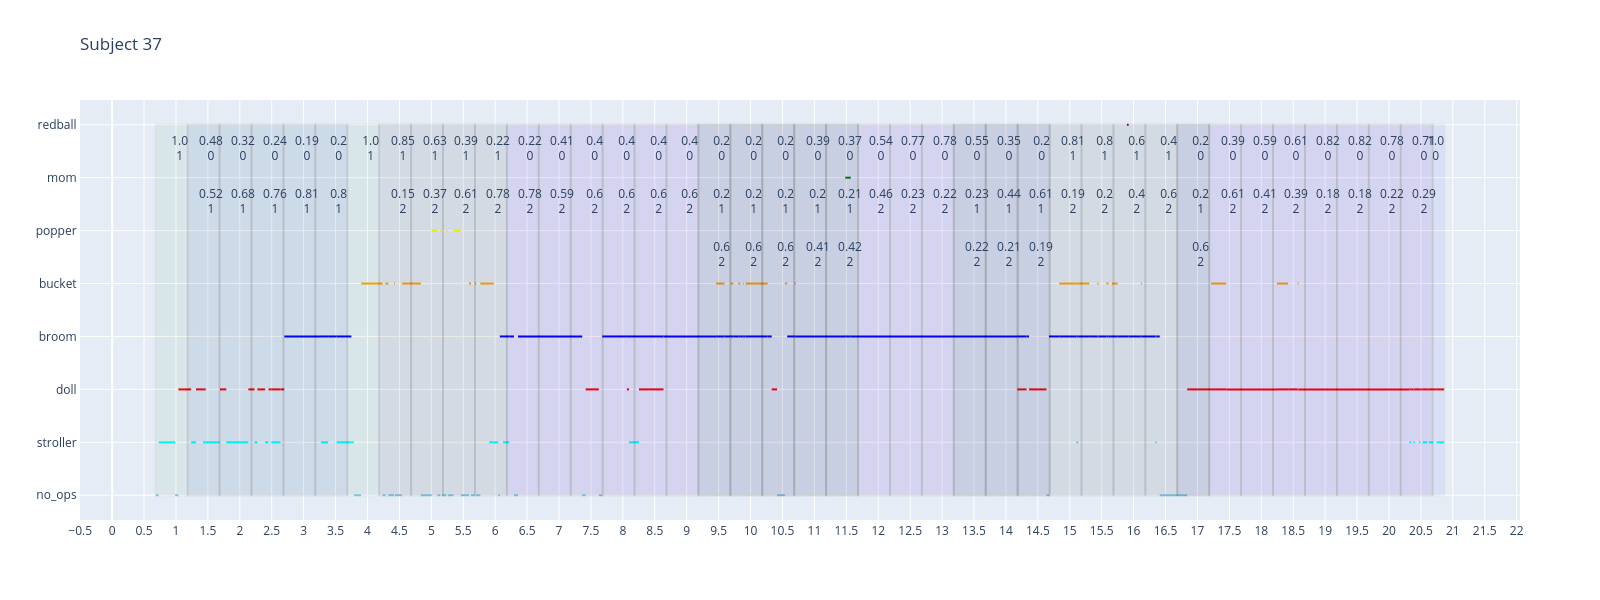 Subject 37
redball
1.0 0.48 0.32 0.24 0.19 0.2 1.0 0.85 0.63 0.39 0.22 0.22 0.41 0.4 0.4 0.4 0.4 0.2 0.2 0.2 0.39 0.37 0.54 0.77 0.78 0.55 0.35 0.2 0.81 0.8 0.6 0.4 0.2 0.39 0.59 0.61 0.82 0.82 0.78 0.71 1.0
1 0 0 0 0 0 1 1 1 1 1 0 0 0 0 0 0 1 0 0 0 0 0 0 0 0 0 0 1 1 1 1 0 0 0 0 0 0 0 0 0
mom
0.52 0.68 0.76 0.81 0.8 0.15 0.37 0.61 0.78 0.78 0.59 0.6 0.6 0.6 0.6 0.2 0.2 0.2 0.2 0.21 0.46 0.23 0.22 0.23 0.44 0.61 0.19 0.2 0.4 0.6 0.2 0.61 0.41 0.39 0.18 0.18 0.22 0.29
1 1 1 1 1 2 2 2 2 2 2 2 2 2 2 1 1 1 1 1 2 2 2 1 1 1 2 2 2 2 1 2 2 2 2 2 2 2
popper
0.6 0.6 0.6 0.41 0.42 0.22 0.21 0.19 0.6
2 2 2 2 2 2 2 2 2
bucket
broom
doll
stroller
no_ops
−0.5 0 0.5 1 1.5 2 2.5 3 3.5 4 4.5 5 5.5 6 6.5 7 7.5 8 8.5 9 9.5 10 10.5 11 11.5 12 12.5 13 13.5 14 14.5 15 15.5 16 16.5 17 17.5 18 18.5 19 19.5 20 20.5 21 21.5 22